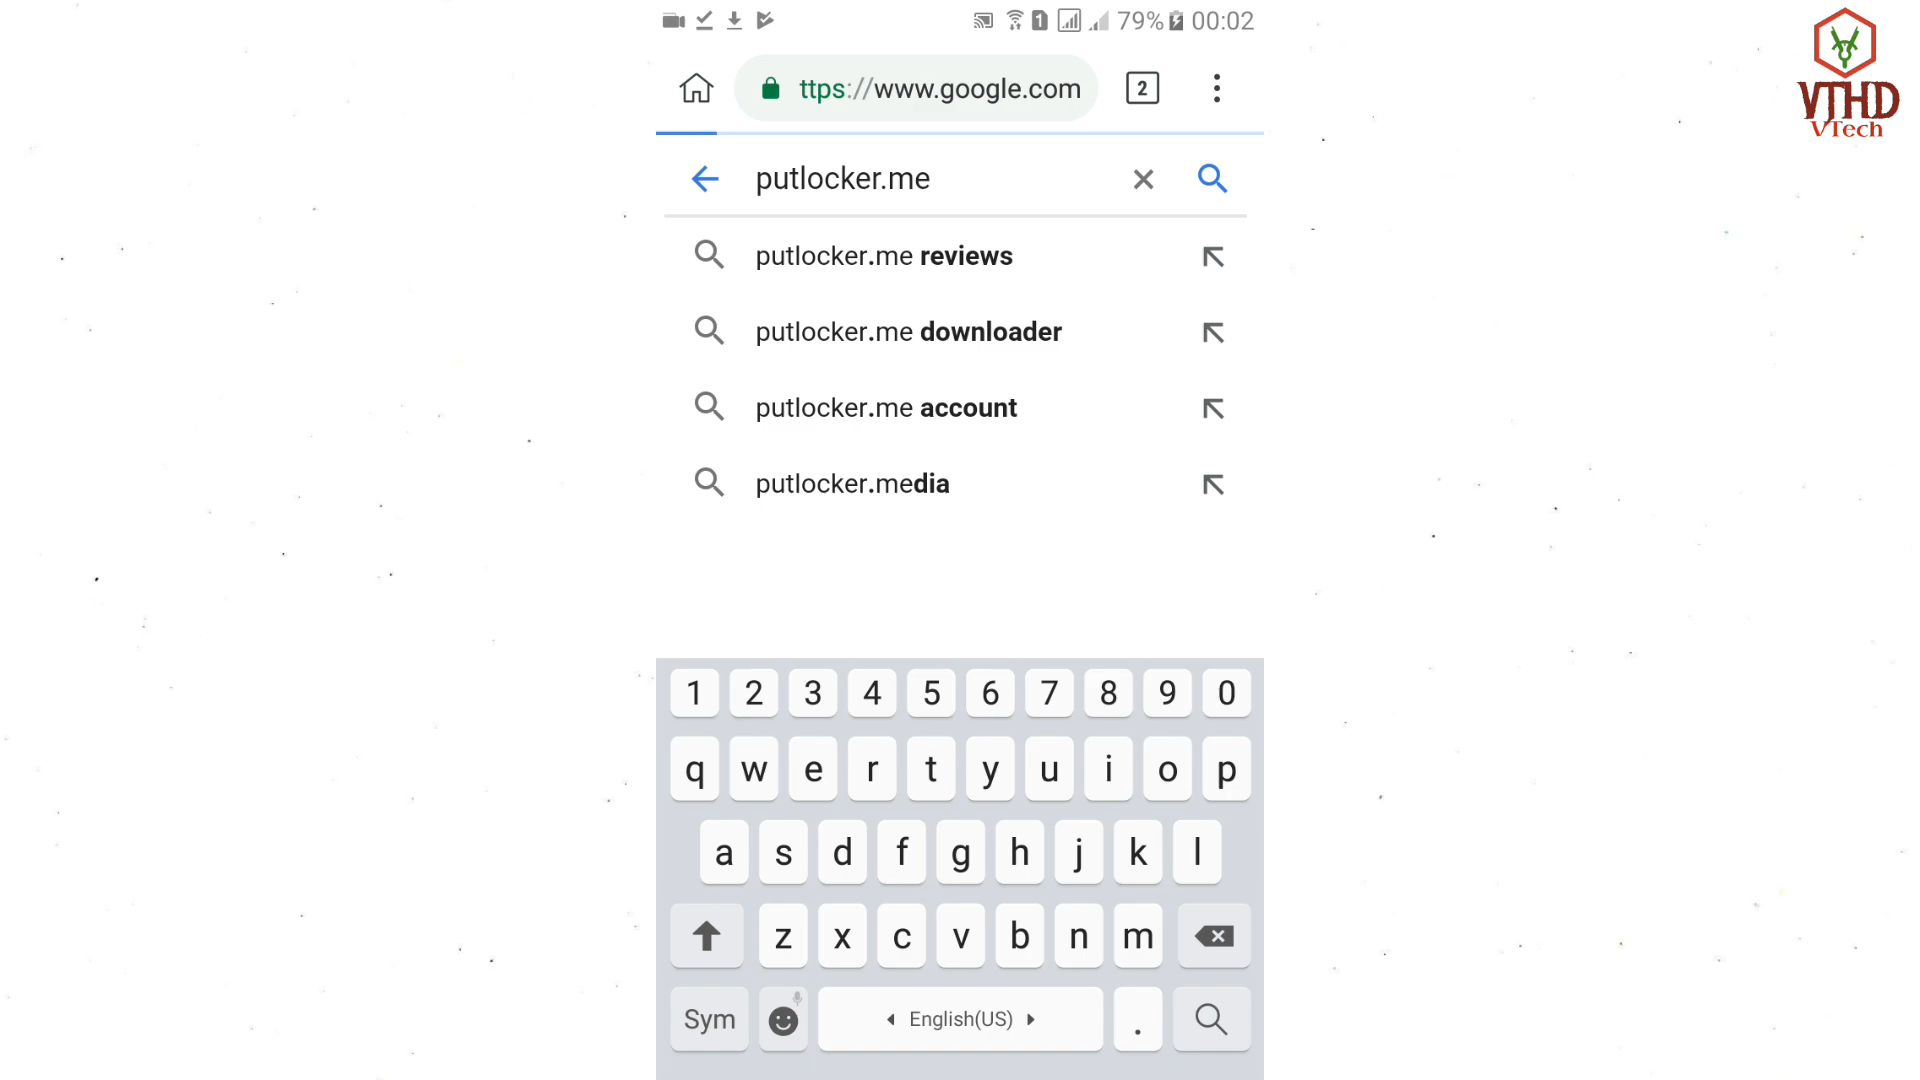 1 79% 00:02
ttps://www.google.com 2
putlocker.me
putlocker.me reviews
putlocker.me downloader
putlocker.me account
putlocker.media
1 2 3 4 5 6 7 8 9 0
q w e r t y u i o p
a s d f g h j k l
z x c v b n m
Sym English(US) .
VTHD
VTech